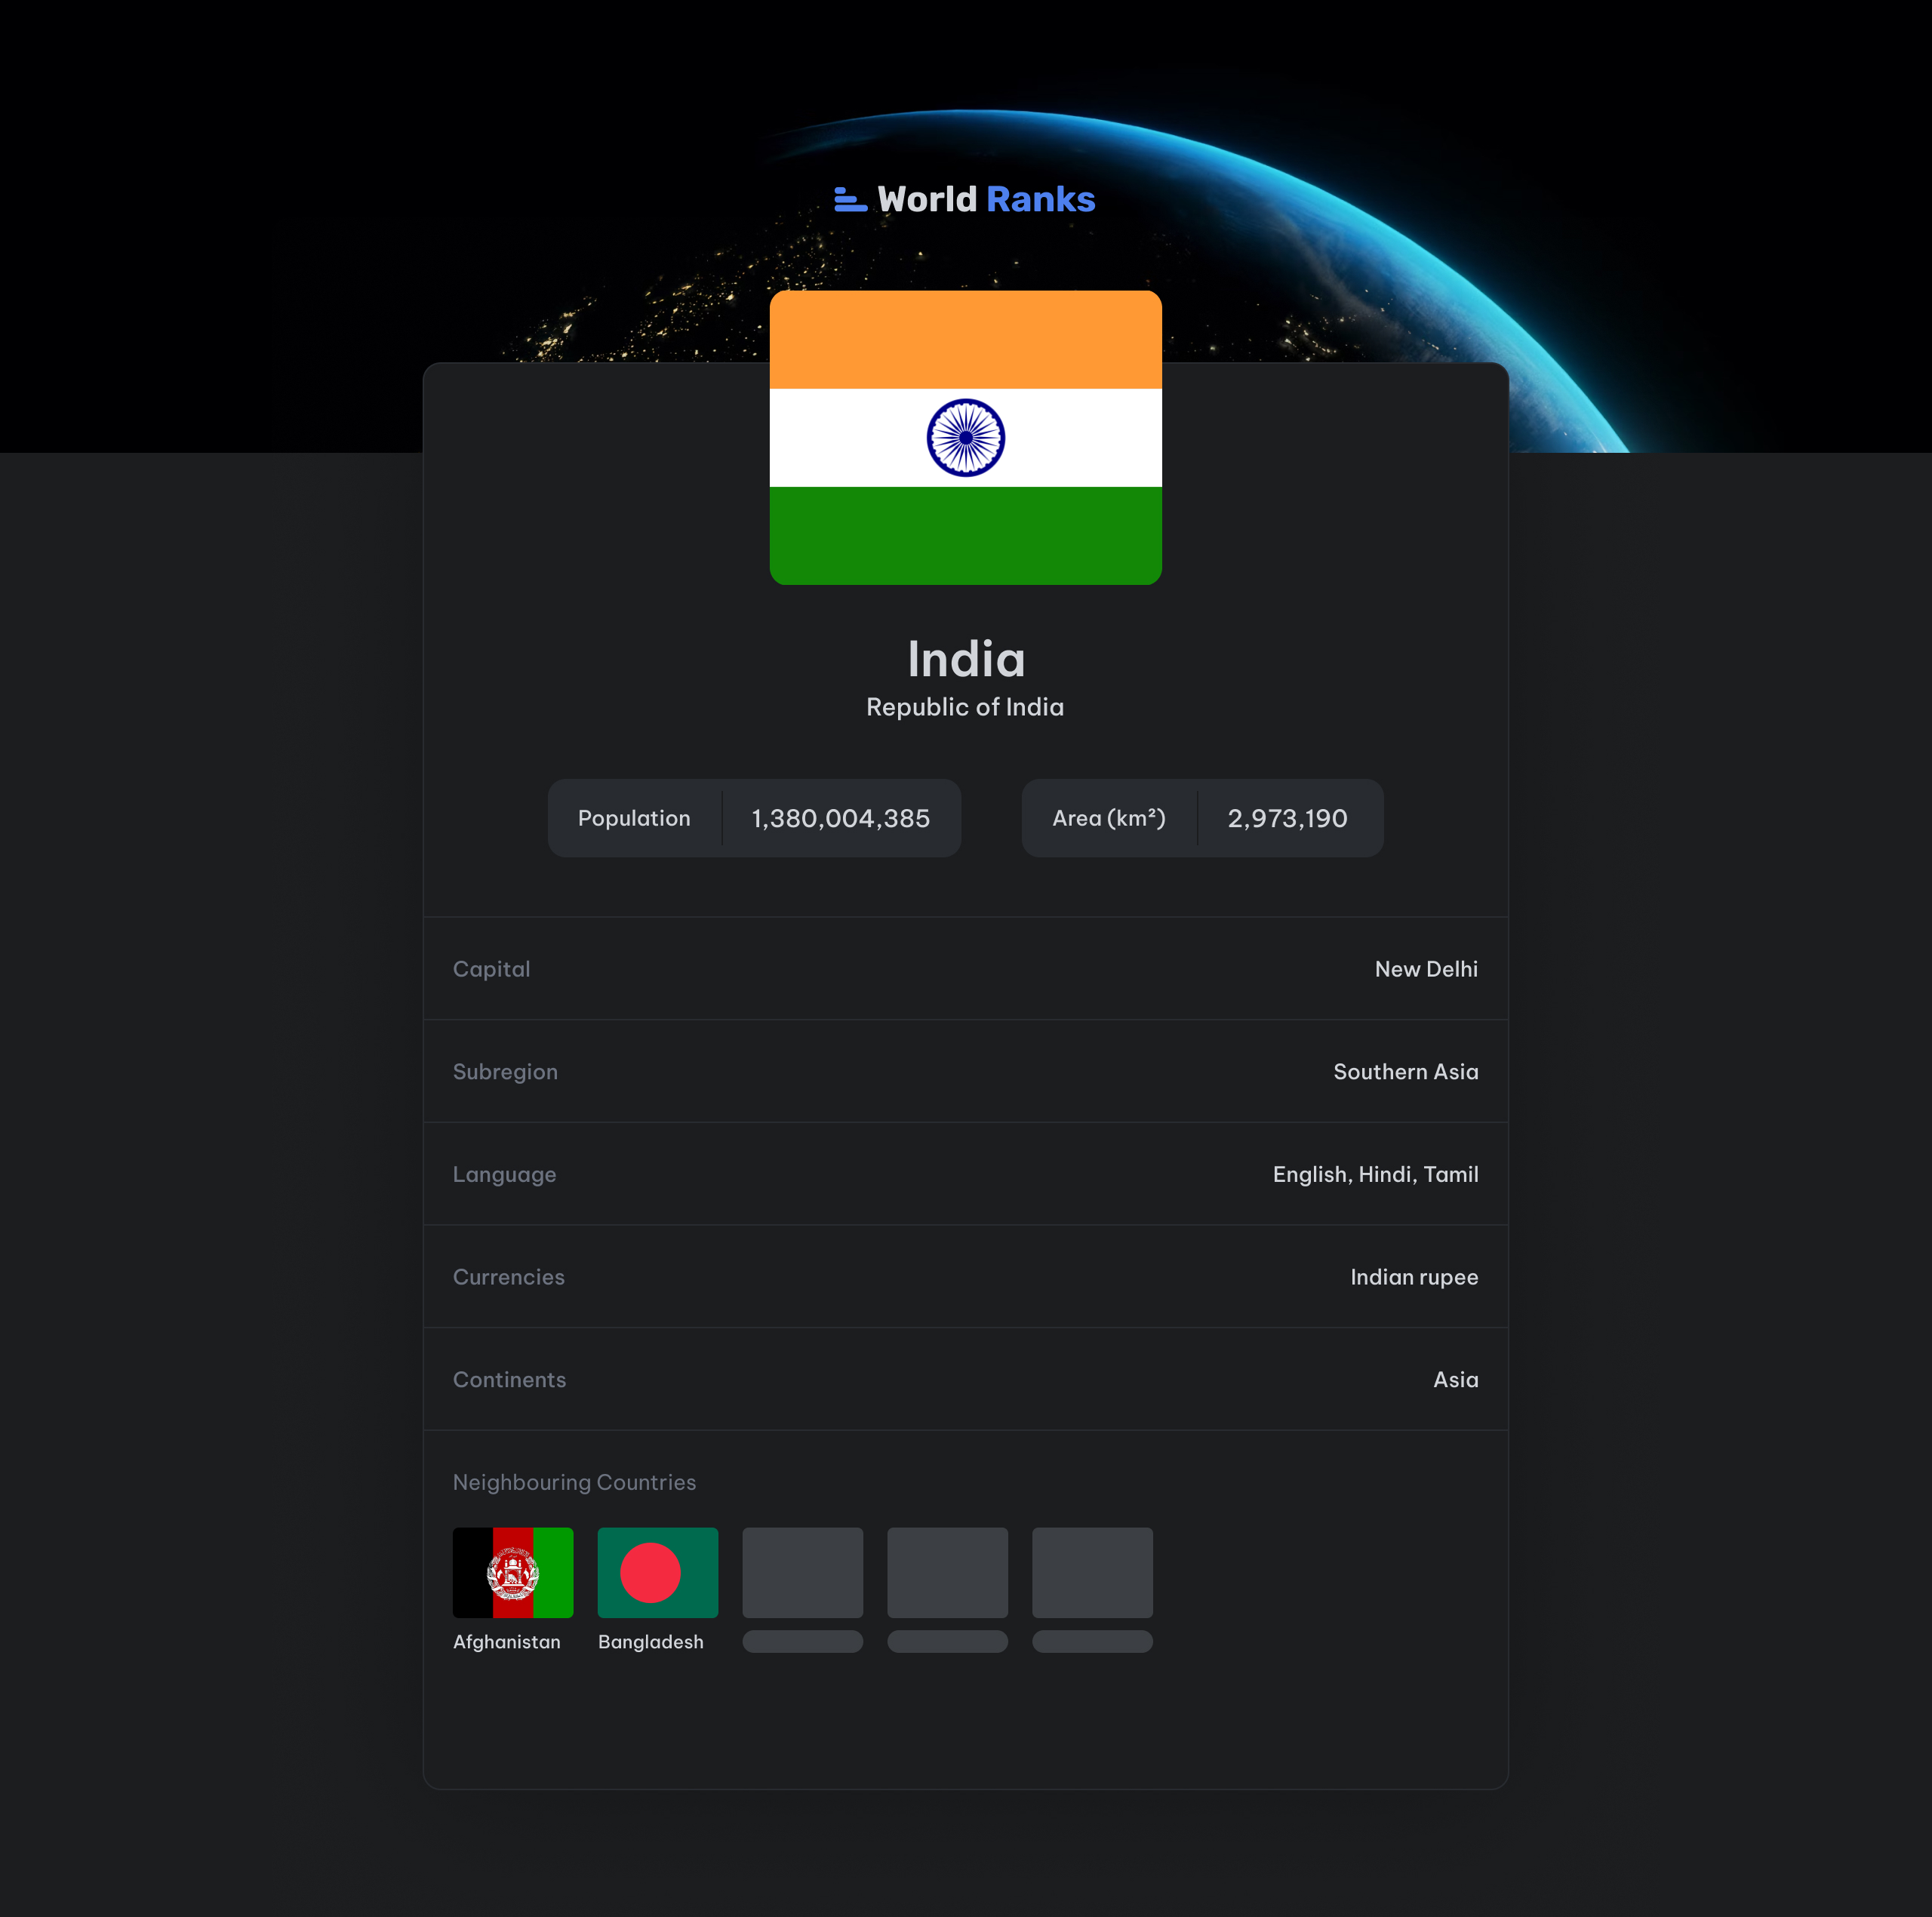 World Ranks
India
Republic of India
Population 1,380,004,385 Area (km²) 2,973,190
Capital New Delhi
Subregion Southern Asia
Language English, Hindi, Tamil
Currencies Indian rupee
Continents Asia
Neighbouring Countries
Afghanistan Bangladesh